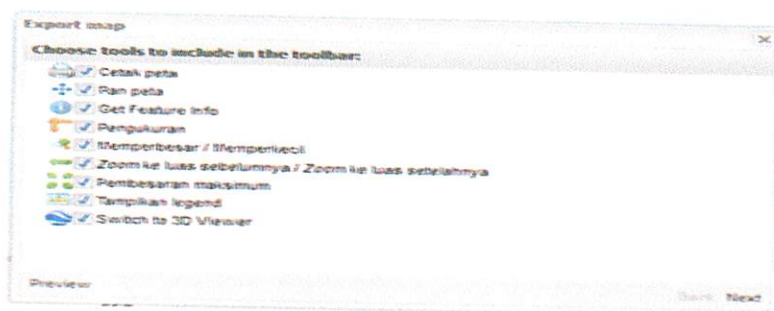 Export map
Choose tools to include in the toolbar:
Cetak peta
Pan peta
Get Feature Info
Pengukuran
Memperbesar / Memperkecil
Zoom ke luas sebelumnya / Zoom ke luas setelahnya
Pembesaran maksimum
Tampilkan legend
Switch to 3D Viewer
Preview
Back Next